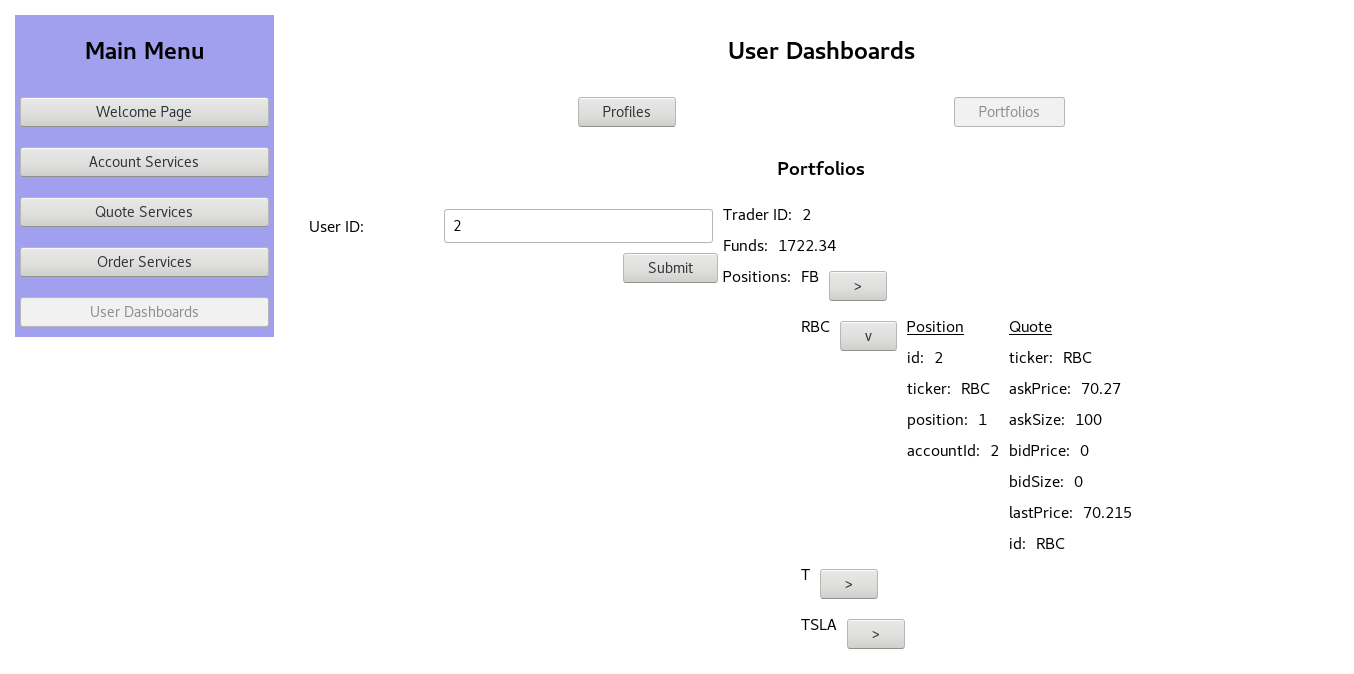 Main Menu
Welcome Page
Account Services
Quote Services
Order Services
User Dashboards
User Dashboards
Profiles
Portfolios
Portfolios
User ID: 2
Submit
Trader ID: 2
Funds: 1722.34
Positions: FB >
RBC v
Position
id: 2
ticker: RBC
position: 1
accountId: 2
Quote
ticker: RBC
askPrice: 70.27
askSize: 100
bidPrice: 0
bidSize: 0
lastPrice: 70.215
id: RBC
T >
TSLA >